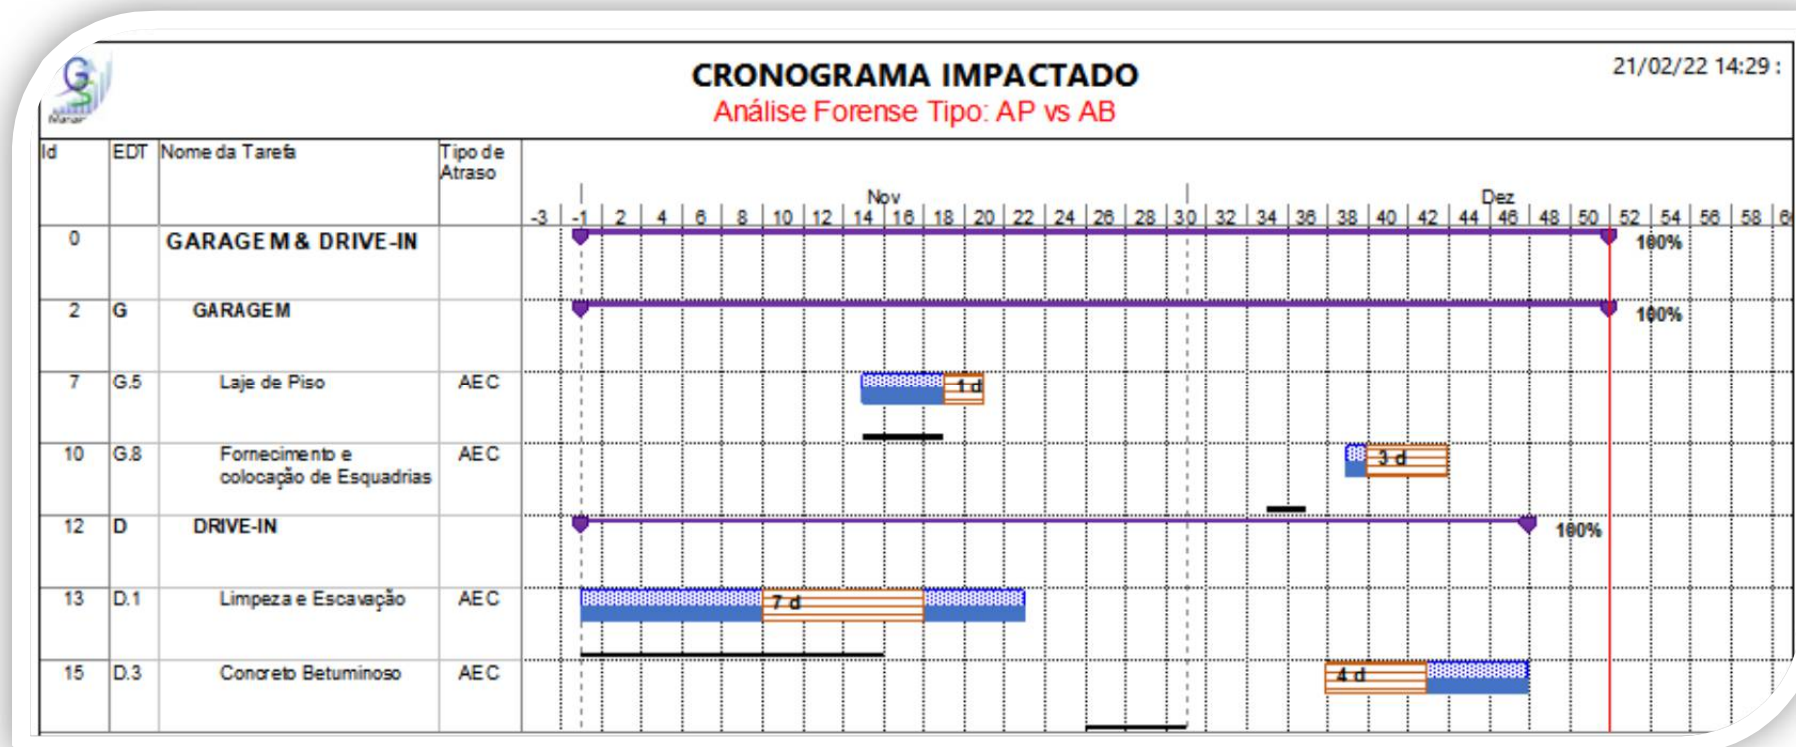 CRONOGRAMA IMPACTADO
21/02/22 14:29 :
Análise Forense Tipo: AP vs AB
GS
Id EDT Nome da Tarefa Tipo de Atraso
Nov Dez
-3 -1 2 4 6 8 10 12 14 16 18 20 22 24 26 28 30 32 34 36 38 40 42 44 46 48 50 52 54 56 58
0 GARAGEM & DRIVE-IN 100%
2 G GARAGEM 100%
7 G.5 Laje de Piso AEC 1 d
10 G.8 Fornecimento e colocação de Esquadrias AEC 3 d
12 D DRIVE-IN 100%
13 D.1 Limpeza e Escavação AEC 7 d
15 D.3 Concreto Betuminoso AEC 4 d